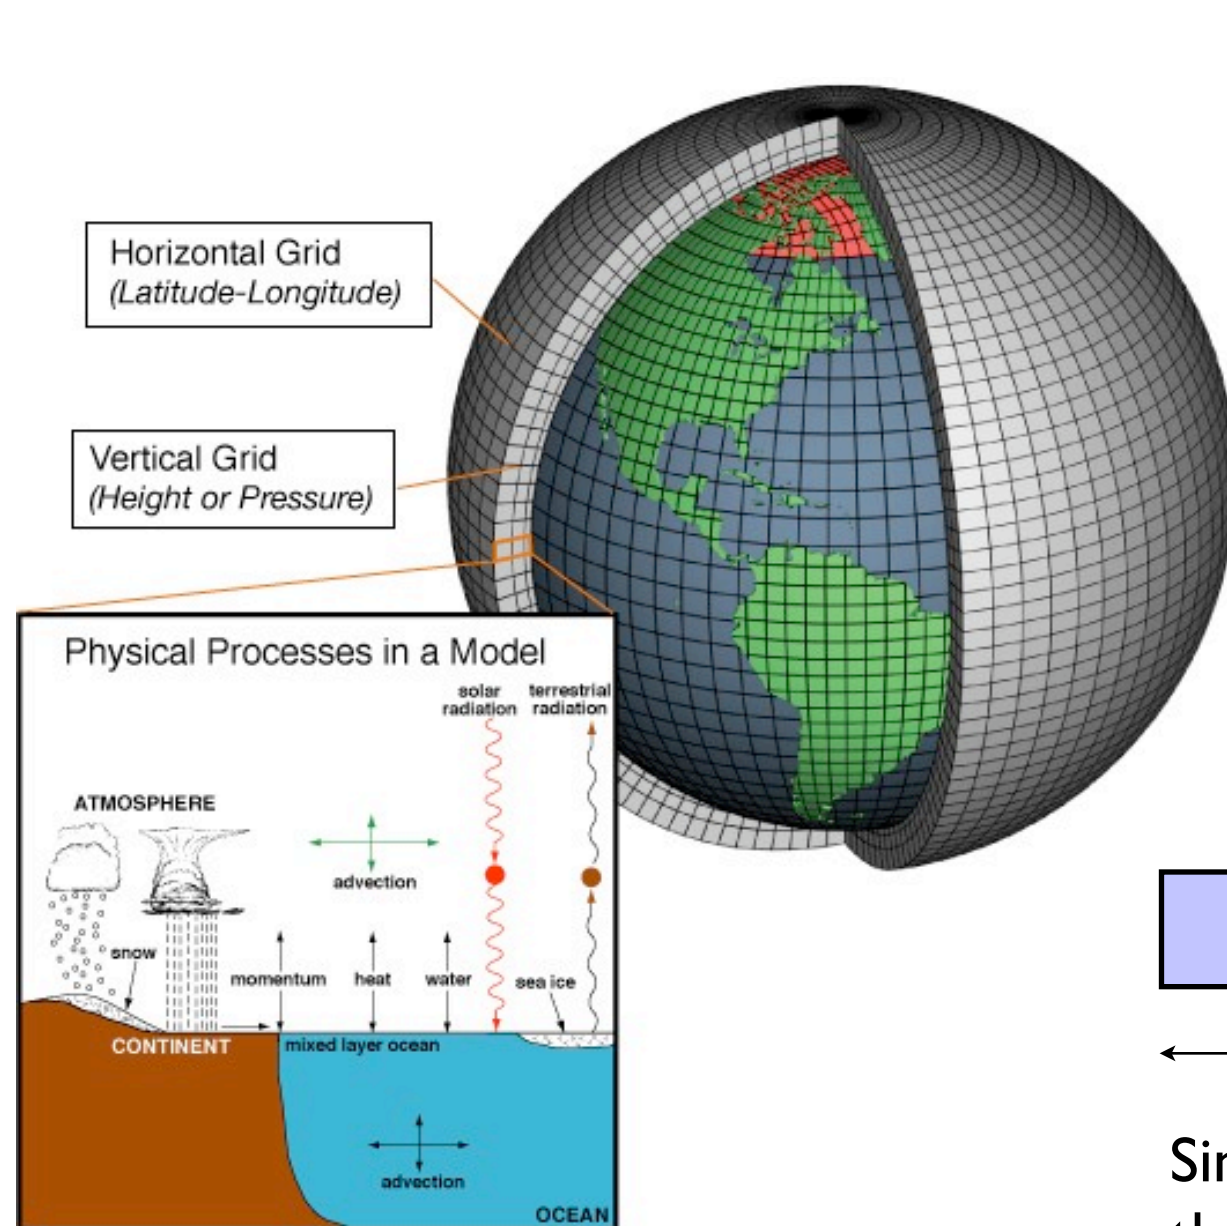 Horizontal Grid
(Latitude-Longitude)
Vertical Grid
(Height or Pressure)
Physical Processes in a Model
solar
radiation
terrestrial
radiation
ATMOSPHERE
advection
snow
momentum
heat
water
sea ice
CONTINENT
mixed layer ocean
advection
OCEAN